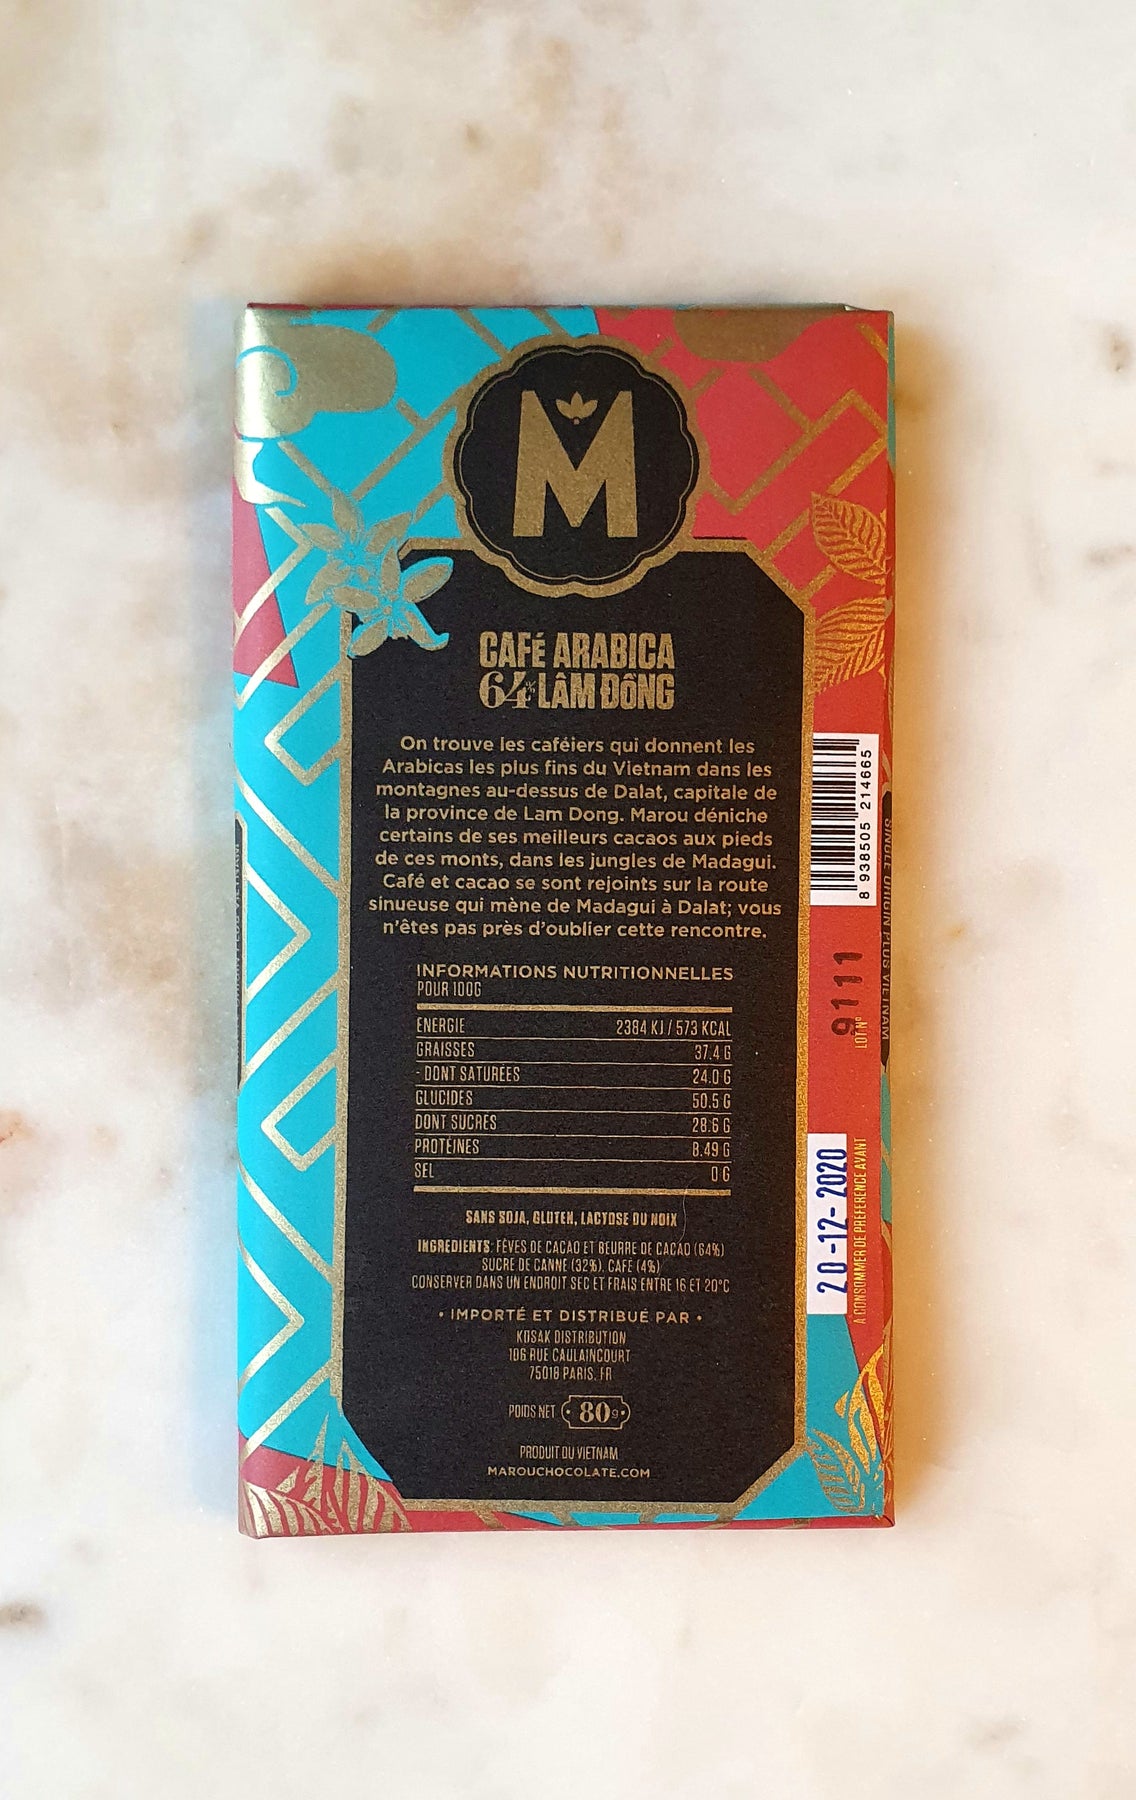 M
CAFé ARABICA
64% LÂM ĐỒNG
On trouve les caféiers qui donnent les
Arabicas les plus fins du Vietnam dans les
montagnes au-dessus de Dalat, capitale de
la province de Lam Dong. Marou déniche
certains de ses meilleurs cacaos aux pieds
de ces monts, dans les jungles de Madagui.
Café et cacao se sont rejoints sur la route
sinueuse qui mène de Madagui à Dalat; vous
n'êtes pas près d'oublier cette rencontre.
INFORMATIONS NUTRITIONNELLES
POUR 100G
ÉNERGIE 2384 KJ / 573 KCAL
GRAISSES 37.4 G
- DONT SATURÉES 24.0 G
GLUCIDES 50.5 G
DONT SUCRES 28.6 G
PROTÉINES 8.49 G
SEL 0 G
SANS SOJA, GLUTEN, LACTOSE OU NOIX
INGRÉDIENTS: FÈVES DE CACAO ET BEURRE DE CACAO (64%)
SUCRE DE CANNE (32%), CAFÉ (4%)
CONSERVER DANS UN ENDROIT SEC ET FRAIS ENTRE 16 ET 20°C
• IMPORTÉ ET DISTRIBUÉ PAR •
KOSAK DISTRIBUTION
106 RUE CAULAINCOURT
75018 PARIS. FR
POIDS NET 80g
PRODUIT DU VIETNAM
MAROUCHOCOLATE.COM
8 938505 214665
LOT N° 9111
20-12-2020
À CONSOMMER DE PRÉFÉRENCE AVANT
SINGLE ORIGIN PLUS VIETNAM